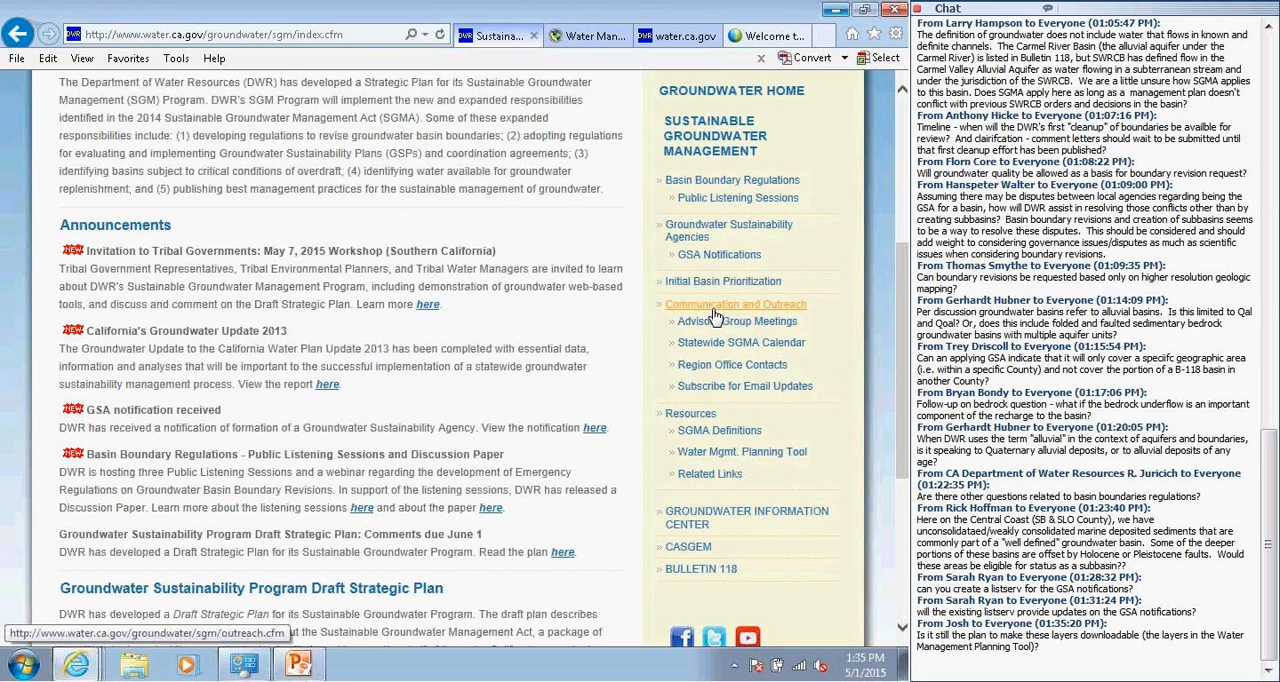 Chat
http://www.water.ca.gov/groundwater/sgm/index.cfm
DWR
Sustaina...
Water Man...
DWR
water.ca.gov
Welcome t...
File Edit View Favorites Tools Help
x Convert Select
The Department of Water Resources (DWR) has developed a Strategic Plan for its Sustainable Groundwater
Management (SGM) Program. DWR's SGM Program will implement the new and expanded responsibilities
identified in the 2014 Sustainable Groundwater Management Act (SGMA). Some of these expanded
responsibilities include: (1) developing regulations to revise groundwater basin boundaries; (2) adopting regulations
for evaluating and implementing Groundwater Sustainability Plans (GSPs) and coordination agreements; (3)
identifying basins subject to critical conditions of overdraft; (4) identifying water available for groundwater
replenishment; and (5) publishing best management practices for the sustainable management of groundwater.
Announcements
NEW Invitation to Tribal Governments: May 7, 2015 Workshop (Southern California)
Tribal Government Representatives, Tribal Environmental Planners, and Tribal Water Managers are invited to learn
about DWR's Sustainable Groundwater Management Program, including demonstration of groundwater web-based
tools, and discuss and comment on the Draft Strategic Plan. Learn more here.
NEW California's Groundwater Update 2013
The Groundwater Update to the California Water Plan Update 2013 has been completed with essential data,
information and analyses that will be important to the successful implementation of a statewide groundwater
sustainability management process. View the report here.
NEW GSA notification received
DWR has received a notification of formation of a Groundwater Sustainability Agency. View the notification here.
NEW Basin Boundary Regulations - Public Listening Sessions and Discussion Paper
DWR is hosting three Public Listening Sessions and a webinar regarding the development of Emergency
Regulations on Groundwater Basin Boundary Revisions. In support of the listening sessions, DWR has released a
Discussion Paper. Learn more about the listening sessions here and about the paper here.
Groundwater Sustainability Program Draft Strategic Plan: Comments due June 1
DWR has developed a Draft Strategic Plan for its Sustainable Groundwater Program. Read the plan here.
Groundwater Sustainability Program Draft Strategic Plan
DWR has developed a Draft Strategic Plan for its Sustainable Groundwater Program. The draft plan describes
http://www.water.ca.gov/groundwater/sgm/outreach.cfm
ut the Sustainable Groundwater Management Act, a package of
GROUNDWATER HOME
SUSTAINABLE
GROUNDWATER
MANAGEMENT
» Basin Boundary Regulations
» Public Listening Sessions
» Groundwater Sustainability
Agencies
» GSA Notifications
» Initial Basin Prioritization
» Communication and Outreach
» Advisory Group Meetings
» Statewide SGMA Calendar
» Region Office Contacts
» Subscribe for Email Updates
» Resources
» SGMA Definitions
» Water Mgmt. Planning Tool
» Related Links
» GROUNDWATER INFORMATION
CENTER
» CASGEM
» BULLETIN 118
1:35 PM
5/1/2015
From Larry Hampson to Everyone (01:05:47 PM):
The definition of groundwater does not include water that flows in known and
definite channels. The Carmel River Basin (the alluvial aquifer under the
Carmel River) is listed in Bulletin 118, but SWRCB has defined flow in the
Carmel Valley Alluvial Aquifer as water flowing in a subterranean stream and
under the jurisdiction of the SWRCB. We are a little unsure how SGMA applies
to this basin. Does SGMA apply here as long as a management plan doesn't
conflict with previous SWRCB orders and decisions in the basin?
From Anthony Hicke to Everyone (01:07:16 PM):
Timeline - when will the DWR's first "cleanup" of boundaries be availble for
review? And clairifcation - comment letters should wait to be submitted until
that first cleanup effort has been published?
From Florn Core to Everyone (01:08:22 PM):
Will groundwater quality be allowed as a basis for boundary revision request?
From Hanspeter Walter to Everyone (01:09:00 PM):
Assuming there may be disputes between local agencies regarding being the
GSA for a basin, how will DWR assist in resolving those conflicts other than by
creating subbasins? Basin boundary revisions and creation of subbasins seems
to be a way to resolve these disputes. This should be considered and should
add weight to considering governance issues/disputes as much as scientific
issues when considering boundary revisions.
From Thomas Smythe to Everyone (01:09:35 PM):
Can boundary revisions be requested based only on higher resolution geologic
mapping?
From Gerhardt Hubner to Everyone (01:14:09 PM):
Per discussion groundwater basins refer to alluvial basins. Is this limited to Qal
and Qoal? Or, does this include folded and faulted sedimentary bedrock
groundwater basins with multiple aquifer units?
From Trey Driscoll to Everyone (01:15:54 PM):
Can an applying GSA indicate that it will only cover a speciifc geographic area
(i.e. within a specific County) and not cover the portion of a B-118 basin in
another County?
From Bryan Bondy to Everyone (01:17:06 PM):
Follow-up on bedrock question - what if the bedrock underflow is an important
component of the recharge to the basin?
From Gerhardt Hubner to Everyone (01:20:05 PM):
When DWR uses the term "alluvial" in the context of aquifers and boundaries,
is it speaking to Quaternary alluvial deposits, or to alluvial deposits of any
age?
From CA Department of Water Resources R. Juricich to Everyone
(01:22:35 PM):
Are there other questions related to basin boundaries regulations?
From Rick Hoffman to Everyone (01:23:40 PM):
Here on the Central Coast (SB & SLO County), we have
unconsolidataed/weakly consolidated marine deposited sediments that are
commonly part of a "well defined" groundwater basin. Some of the deeper
portions of these basins are offset by Holocene or Pleistocene faults. Would
these areas be eligible for status as a subbasin??
From Sarah Ryan to Everyone (01:28:32 PM):
can you create a listserv for the GSA notifications?
From Sarah Ryan to Everyone (01:31:24 PM):
will the existing listserv provide updates on the GSA notifications?
From Josh to Everyone (01:35:20 PM):
Is it still the plan to make these layers downloadable (the layers in the Water
Management Planning Tool)?